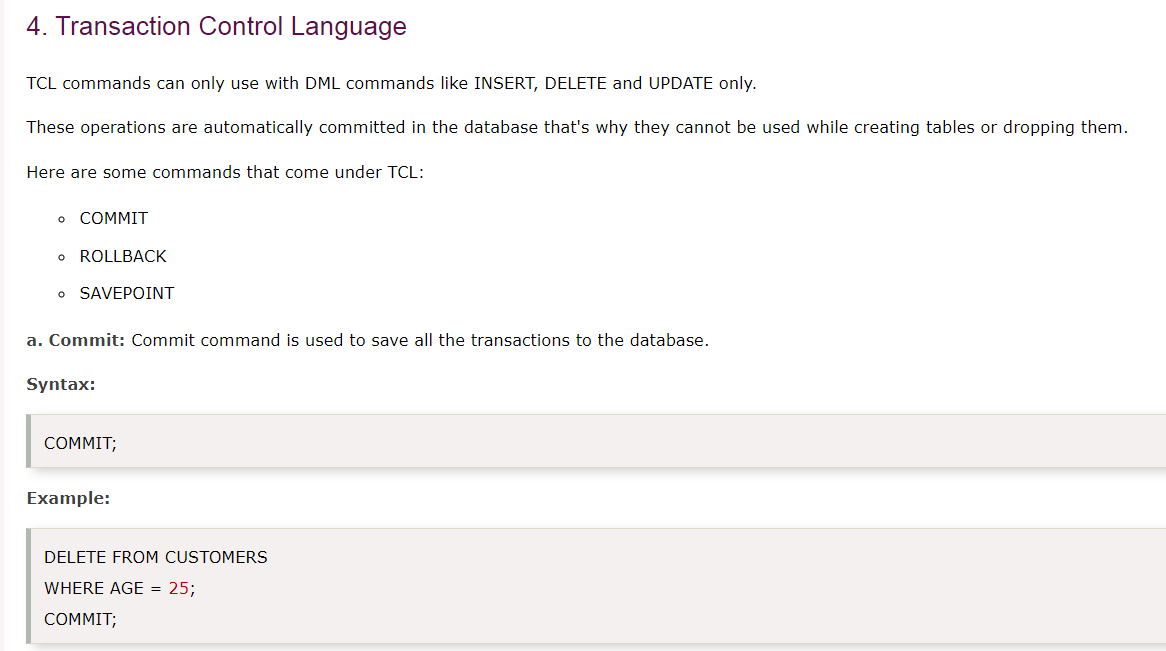 4. Transaction Control Language
TCL commands can only use with DML commands like INSERT, DELETE and UPDATE only.
These operations are automatically committed in the database that's why they cannot be used while creating tables or dropping them.
Here are some commands that come under TCL:
COMMIT
ROLLBACK
SAVEPOINT
a. Commit: Commit command is used to save all the transactions to the database.
Syntax:
COMMIT;
Example:
DELETE FROM CUSTOMERS
WHERE AGE = 25;
COMMIT;